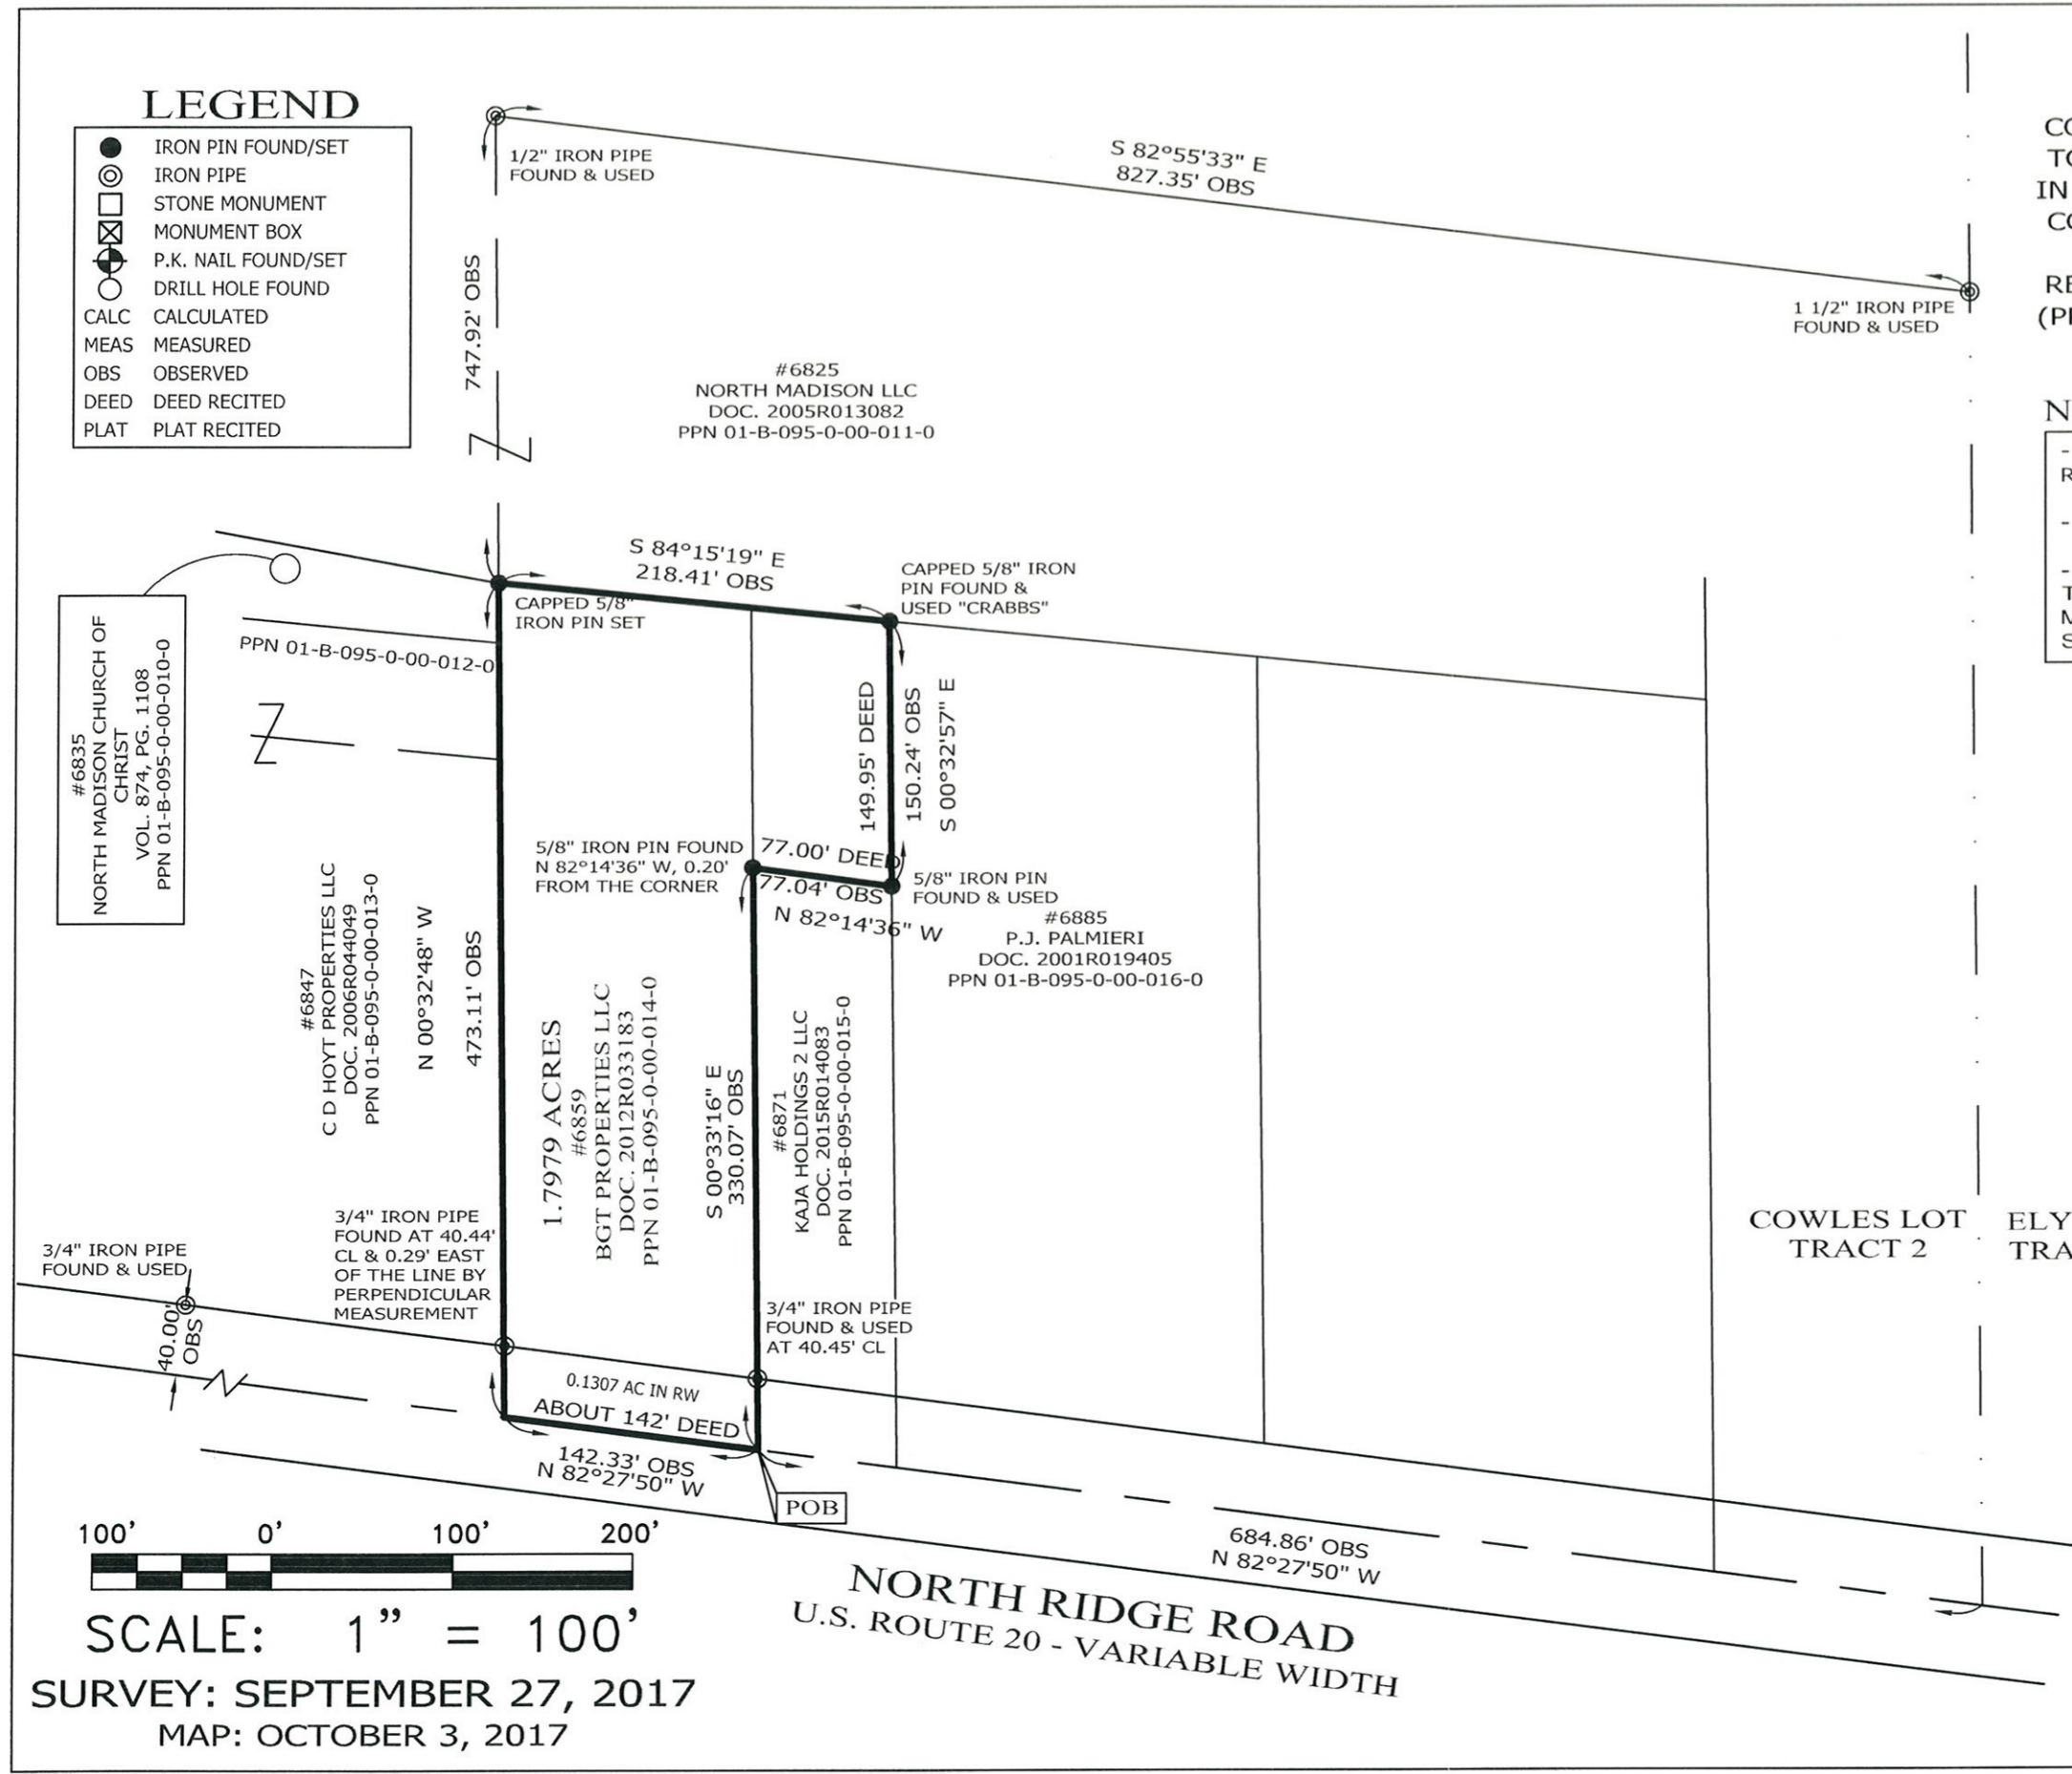 LEGEND
IRON PIN FOUND/SET
IRON PIPE
STONE MONUMENT
MONUMENT BOX
P.K. NAIL FOUND/SET
DRILL HOLE FOUND
CALC CALCULATED
MEAS MEASURED
OBS OBSERVED
DEED DEED RECITED
PLAT PLAT RECITED
1/2" IRON PIPE
FOUND & USED
S 82°55'33" E
827.35' OBS
1 1/2" IRON PIPE
FOUND & USED
747.92' OBS
#6825
NORTH MADISON LLC
DOC. 2005R013082
PPN 01-B-095-0-00-011-0
S 84°15'19" E
218.41' OBS
CAPPED 5/8"
IRON PIN SET
CAPPED 5/8" IRON
PIN FOUND &
USED "CRABBS"
PPN 01-B-095-0-00-012-0
#6835
NORTH MADISON CHURCH OF
CHRIST
VOL. 874, PG. 1108
PPN 01-B-095-0-00-010-0
149.95' DEED
150.24' OBS
S 00°32'57" E
5/8" IRON PIN FOUND
N 82°14'36" W, 0.20'
FROM THE CORNER
77.00' DEED
77.04' OBS
N 82°14'36" W
5/8" IRON PIN
FOUND & USED
#6885
P.J. PALMIERI
DOC. 2001R019405
PPN 01-B-095-0-00-016-0
#6847
C D HOYT PROPERTIES LLC
DOC. 2006R044049
PPN 01-B-095-0-00-013-0
N 00°32'48" W
473.11' OBS
1.7979 ACRES
#6859
BGT PROPERTIES LLC
DOC. 2012R0333183
PPN 01-B-095-0-000-014-0
S 00°33'16" E
330.07' OBS
#6871
KAJA HOLDINGS 2 LLC
DOC. 2015R014083
PPN 01-B-095-0-00-015-0
COWLES LOT
TRACT 2
ELY
TRA
3/4" IRON PIPE
FOUND & USED
40.00'
OBS
3/4" IRON PIPE
FOUND AT 40.44'
CL & 0.29' EAST
OF THE LINE BY
PERPENDICULAR
MEASUREMENT
3/4" IRON PIPE
FOUND & USED
AT 40.45' CL
0.1307 AC IN RW
ABOUT 142' DEED
142.33' OBS
N 82°27'50" W
POB
684.86' OBS
N 82°27'50" W
NORTH RIDGE ROAD
U.S. ROUTE 20 - VARIABLE WIDTH
100' 0' 100' 200'
SCALE: 1" = 100'
SURVEY: SEPTEMBER 27, 2017
MAP: OCTOBER 3, 2017
CO
TO
IN
CO
RE
N
-
R
-
-
T
M
S